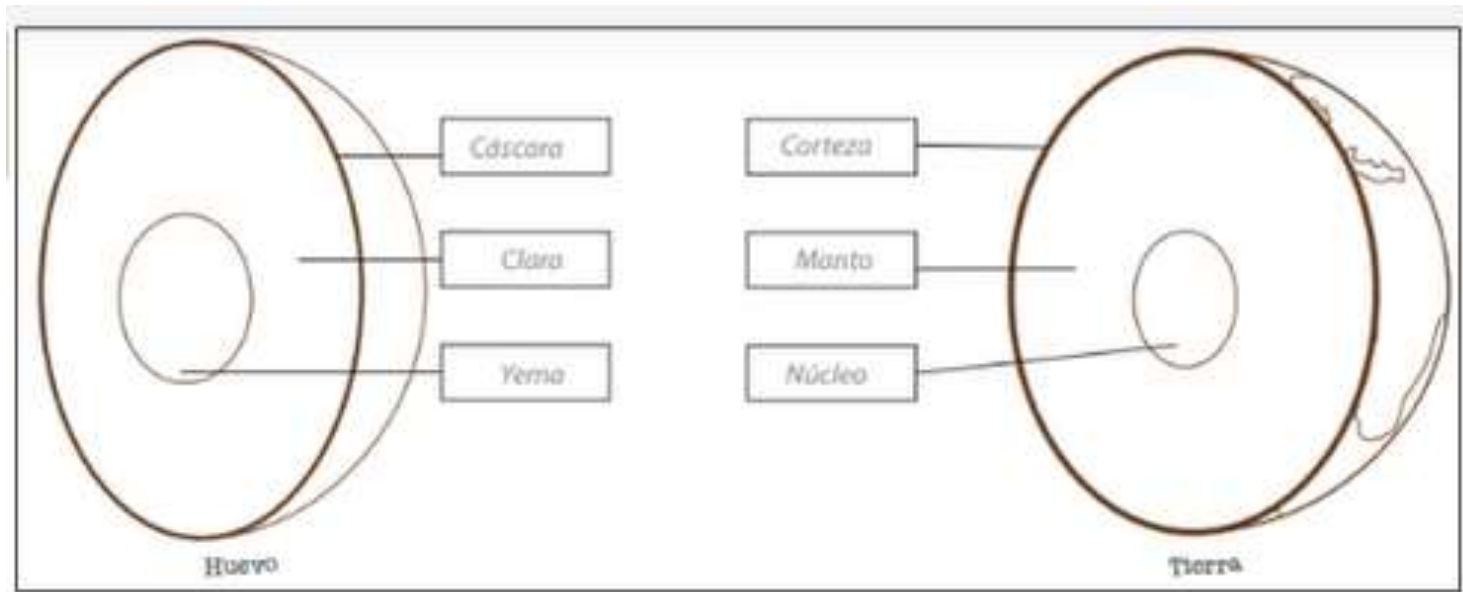 Cáscara
Clara
Yema
Huevo
Corteza
Manto
Núcleo
Tierra